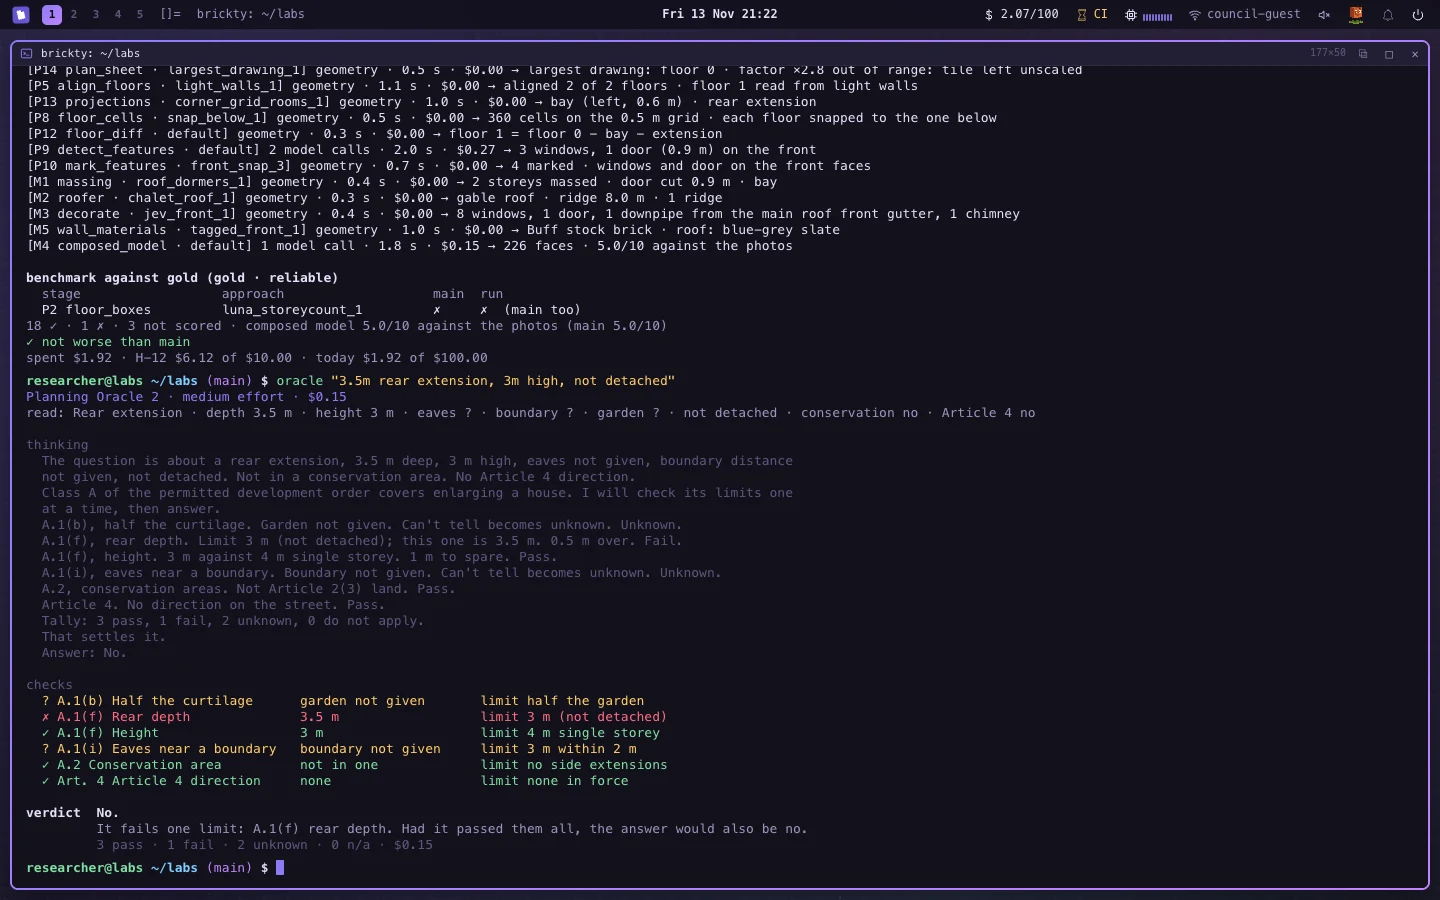 1 2 3 4 5 []= brickty: ~/labs Fri 13 Nov 21:22 $ 2.07/100 CI council-guest
brickty: ~/labs 177×50
[P14 plan_sheet · largest_drawing_1] geometry · 0.5 s · $0.00 → largest drawing: floor 0 · factor ×2.8 out of range: tile left unscaled
[P5 align_floors · light_walls_1] geometry · 1.1 s · $0.00 → aligned 2 of 2 floors · floor 1 read from light walls
[P13 projections · corner_grid_rooms_1] geometry · 1.0 s · $0.00 → bay (left, 0.6 m) · rear extension
[P8 floor_cells · snap_below_1] geometry · 0.5 s · $0.00 → 360 cells on the 0.5 m grid · each floor snapped to the one below
[P12 floor_diff · default] geometry · 0.3 s · $0.00 → floor 1 = floor 0 − bay − extension
[P9 detect_features · default] 2 model calls · 2.0 s · $0.27 → 3 windows, 1 door (0.9 m) on the front
[P10 mark_features · front_snap_3] geometry · 0.7 s · $0.00 → 4 marked · windows and door on the front faces
[M1 massing · roof_dormers_1] geometry · 0.4 s · $0.00 → 2 storeys massed · door cut 0.9 m · bay
[M2 roofer · chalet_roof_1] geometry · 0.3 s · $0.00 → gable roof · ridge 8.0 m · 1 ridge
[M3 decorate · jev_front_1] geometry · 0.4 s · $0.00 → 8 windows, 1 door, 1 downpipe from the main roof front gutter, 1 chimney
[M5 wall_materials · tagged_front_1] geometry · 1.0 s · $0.00 → Buff stock brick · roof: blue-grey slate
[M4 composed_model · default] 1 model call · 1.8 s · $0.15 → 226 faces · 5.0/10 against the photos
benchmark against gold (gold · reliable)
stage approach main run
P2 floor_boxes luna_storeycount_1 ✗ ✗ (main too)
18 ✓ · 1 ✗ · 3 not scored · composed model 5.0/10 against the photos (main 5.0/10)
✓ not worse than main
spent $1.92 · H-12 $6.12 of $10.00 · today $1.92 of $100.00
researcher@labs ~/labs (main) $ oracle "3.5m rear extension, 3m high, not detached"
Planning Oracle 2 · medium effort · $0.15
read: Rear extension · depth 3.5 m · height 3 m · eaves ? · boundary ? · garden ? · not detached · conservation no · Article 4 no
thinking
The question is about a rear extension, 3.5 m deep, 3 m high, eaves not given, boundary distance
not given, not detached. Not in a conservation area. No Article 4 direction.
Class A of the permitted development order covers enlarging a house. I will check its limits one
at a time, then answer.
A.1(b), half the curtilage. Garden not given. Can't tell becomes unknown. Unknown.
A.1(f), rear depth. Limit 3 m (not detached); this one is 3.5 m. 0.5 m over. Fail.
A.1(f), height. 3 m against 4 m single storey. 1 m to spare. Pass.
A.1(i), eaves near a boundary. Boundary not given. Can't tell becomes unknown. Unknown.
A.2, conservation areas. Not Article 2(3) land. Pass.
Article 4. No direction on the street. Pass.
Tally: 3 pass, 1 fail, 2 unknown, 0 do not apply.
That settles it.
Answer: No.
checks
? A.1(b) Half the curtilage garden not given limit half the garden
✗ A.1(f) Rear depth 3.5 m limit 3 m (not detached)
✓ A.1(f) Height 3 m limit 4 m single storey
? A.1(i) Eaves near a boundary boundary not given limit 3 m within 2 m
✓ A.2 Conservation area not in one limit no side extensions
✓ Art. 4 Article 4 direction none limit none in force
verdict No.
It fails one limit: A.1(f) rear depth. Had it passed them all, the answer would also be no.
3 pass · 1 fail · 2 unknown · 0 n/a · $0.15
researcher@labs ~/labs (main) $